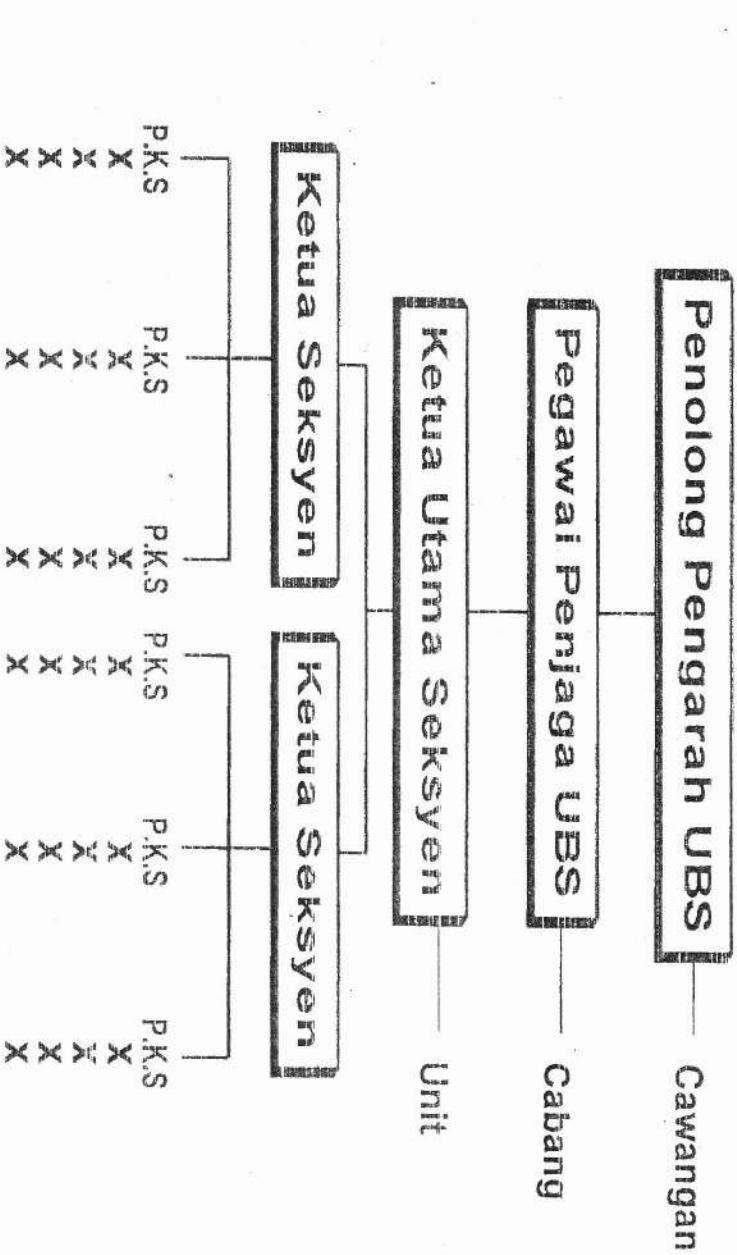 Penolong Pengarah UBS
Cawangan
Pegawai Penjaga UBS
Cabang
Ketua Utama Seksyen
Unit
Ketua Seksyen
Ketua Seksyen
P.K.S P.K.S P.K.S P.K.S P.K.S P.K.S
X X X X X X
X X X X X X
X X X X X X
X X X X X X